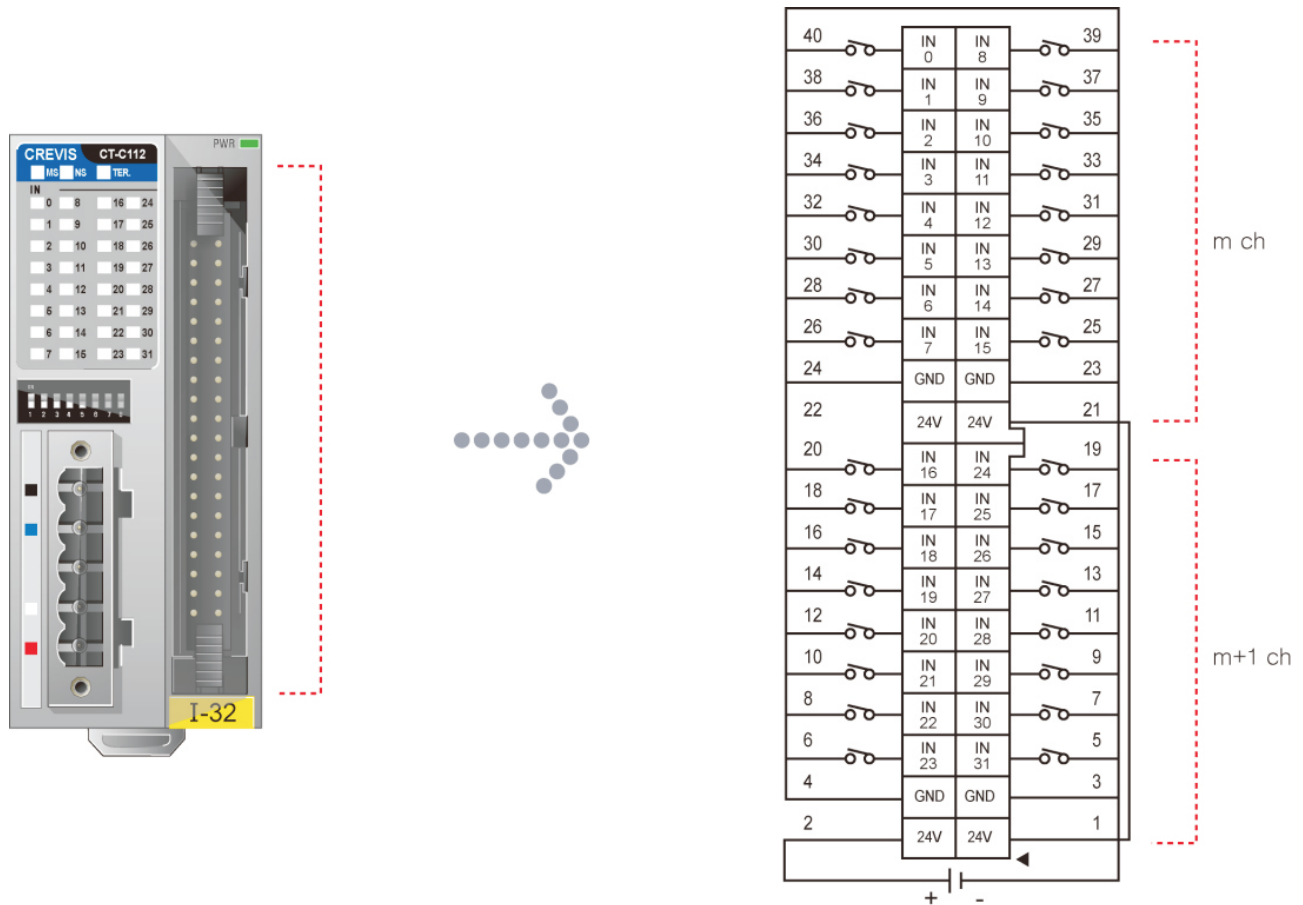 PWR
CREVIS CT-C112
MS NS TER.
IN
0 8 16 24
1 9 17 25
2 10 18 26
3 11 19 27
4 12 20 28
5 13 21 29
6 14 22 30
7 15 23 31
1 2 3 4 5 6 7 8
I-32
40 IN 0 IN 8 39
38 IN 1 IN 9 37
36 IN 2 IN 10 35
34 IN 3 IN 11 33
32 IN 4 IN 12 31
30 IN 5 IN 13 29
m ch
28 IN 6 IN 14 27
26 IN 7 IN 15 25
24 GND GND 23
22 24V 24V 21
20 IN 16 IN 24 19
18 IN 17 IN 25 17
16 IN 18 IN 26 15
14 IN 19 IN 27 13
12 IN 20 IN 28 11
10 IN 21 IN 29 9
m+1 ch
8 IN 22 IN 30 7
6 IN 23 IN 31 5
4 GND GND 3
2 24V 24V 1
+ -